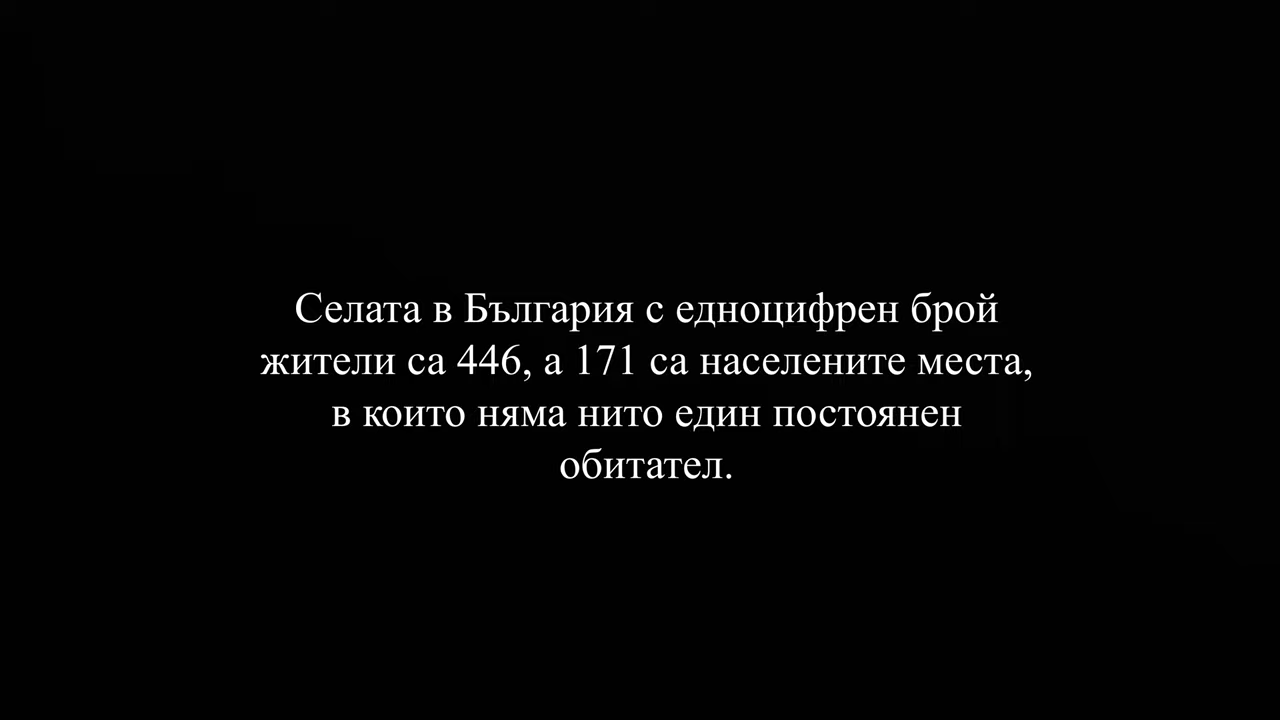 Селата в България с едноцифрен брой
жители са 446, а 171 са населените места,
в които няма нито един постоянен
обитател.